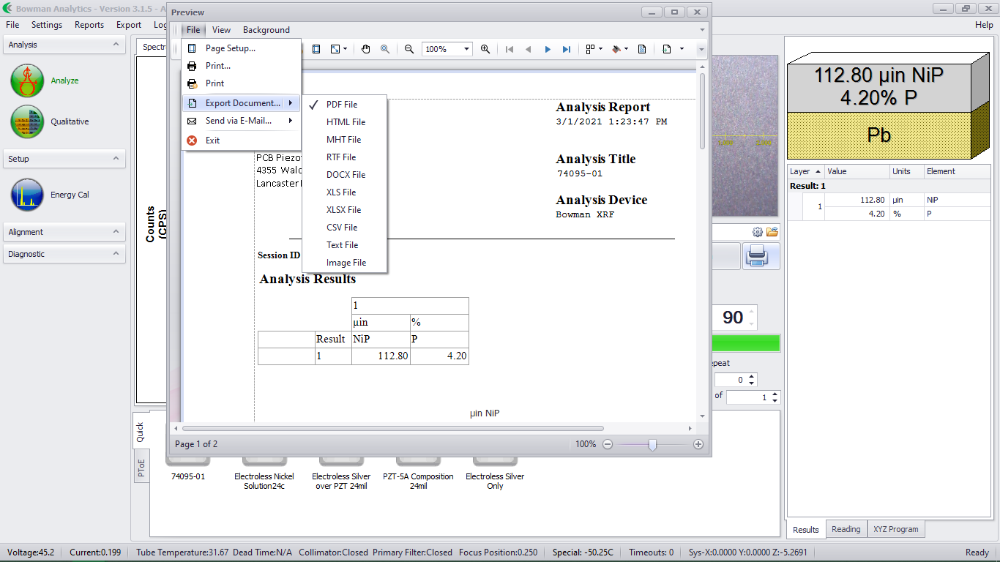 Bowman Analytics - Version 3.1.5 - A
File Settings Reports Export Lo
Help
Analysis
Analyze
Qualitative
Setup
Energy Cal
Alignment
Diagnostic
Spectr
Counts
(CPS)
Preview
File View Background
100%
Page Setup...
Print...
Print
Export Document...
Send via E-Mail...
Exit
PDF File
HTML File
MHT File
RTF File
DOCX File
XLS File
XLSX File
CSV File
Text File
Image File
PCB Piezo
4355 Wald
Lancaster
Analysis Report
3/1/2021 1:23:47 PM
Analysis Title
74095-01
Analysis Device
Bowman XRF
Session ID
Analysis Results
1
µin %
Result NiP P
1 112.80 4.20
µin NiP
Page 1 of 2
100%
112.80 µin NiP
4.20% P
Pb
Layer Value Units Element
Result: 1
1 112.80 µin NiP
4.20 % P
90
epeat
0
of 1
Quick
PToE
74095-01
Electroless Nickel
Solution24c
Electroless Silver
over PZT 24mil
PZT-5A Composition
24mil
Electroless Silver
Only
Results Reading XYZ Program
Voltage:45.2 Current:0.199 Tube Temperature:31.67 Dead Time:N/A Collimator:Closed Primary Filter:Closed Focus Position:0.250 Special: -50.25C Timeouts: 0 Sys-X:0.0000 Y:0.0000 Z:-5.2691 Ready